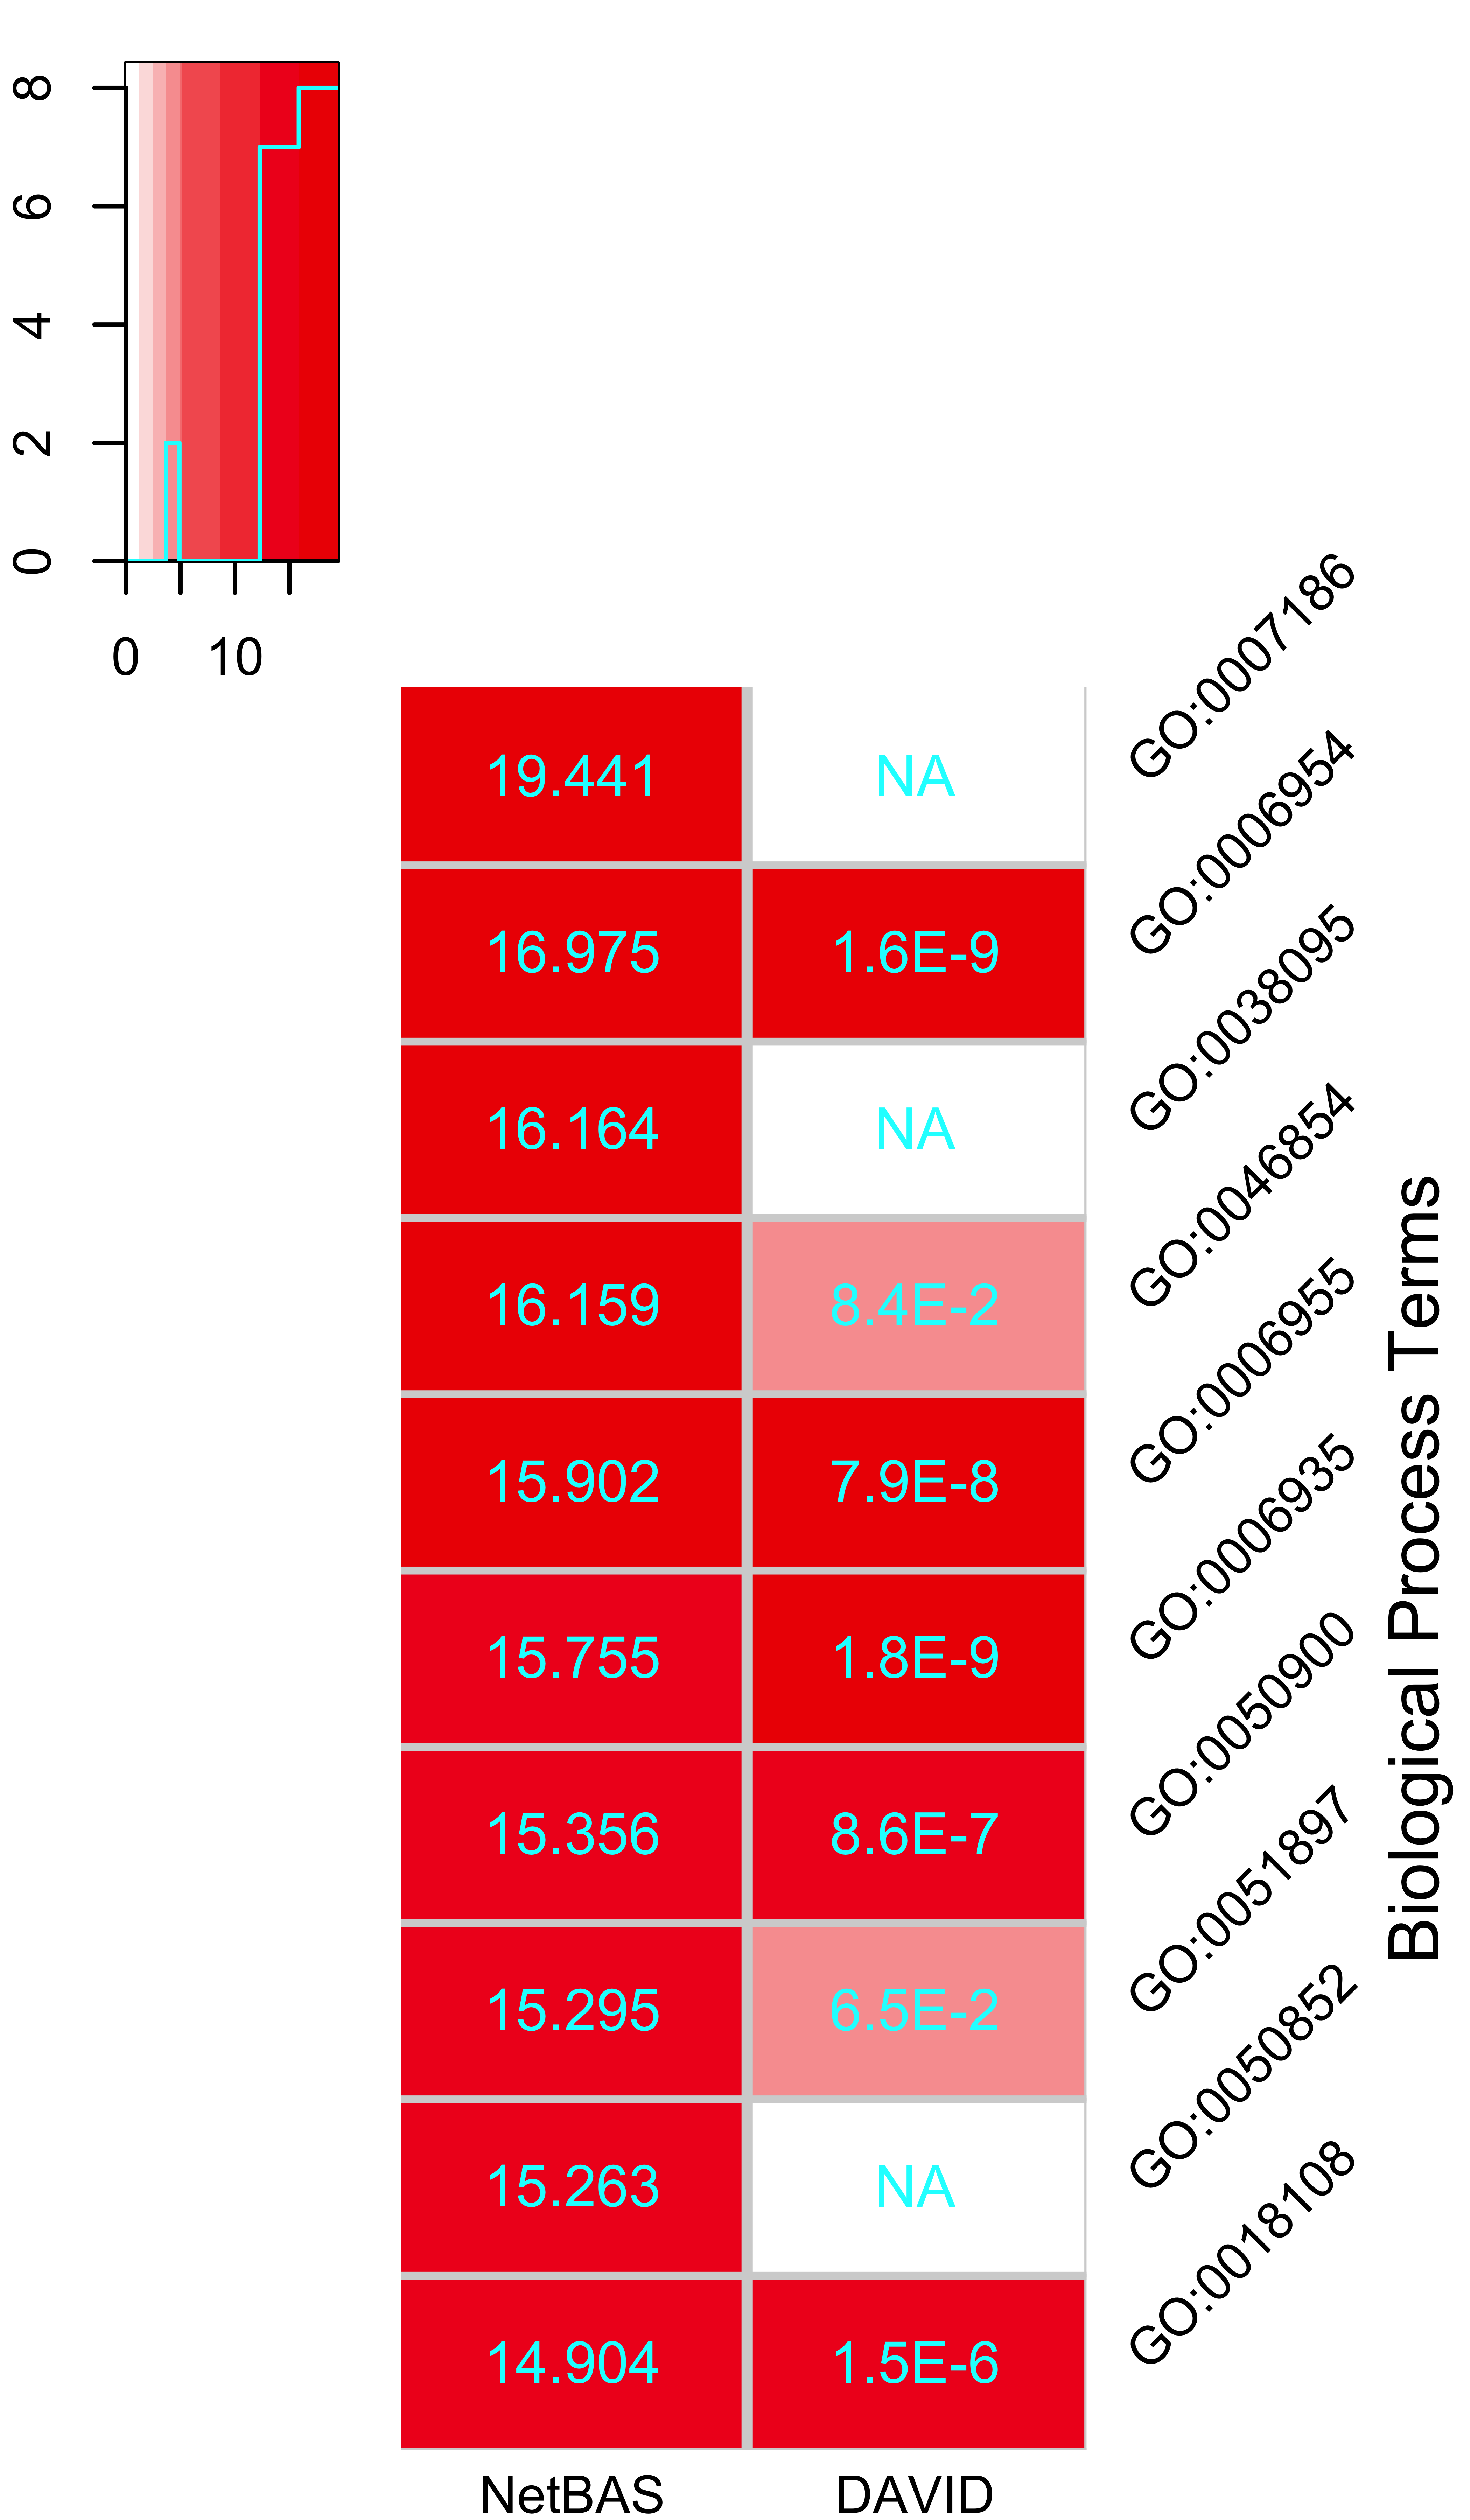 8
6
4
2
0
0 10
GO:0007186
19.441 NA
GO:0006954
16.975 1.6E-9
GO:0038095
16.164 NA
GO:0046854
16.159 8.4E-2
GO:0006955
15.902 7.9E-8
GO:0006935
15.755 1.8E-9
GO:0050900
15.356 8.6E-7
GO:0051897
15.295 6.5E-2
GO:0050852
15.263 NA
GO:0018108
14.904 1.5E-6
Biological Process Terms
NetBAS DAVID